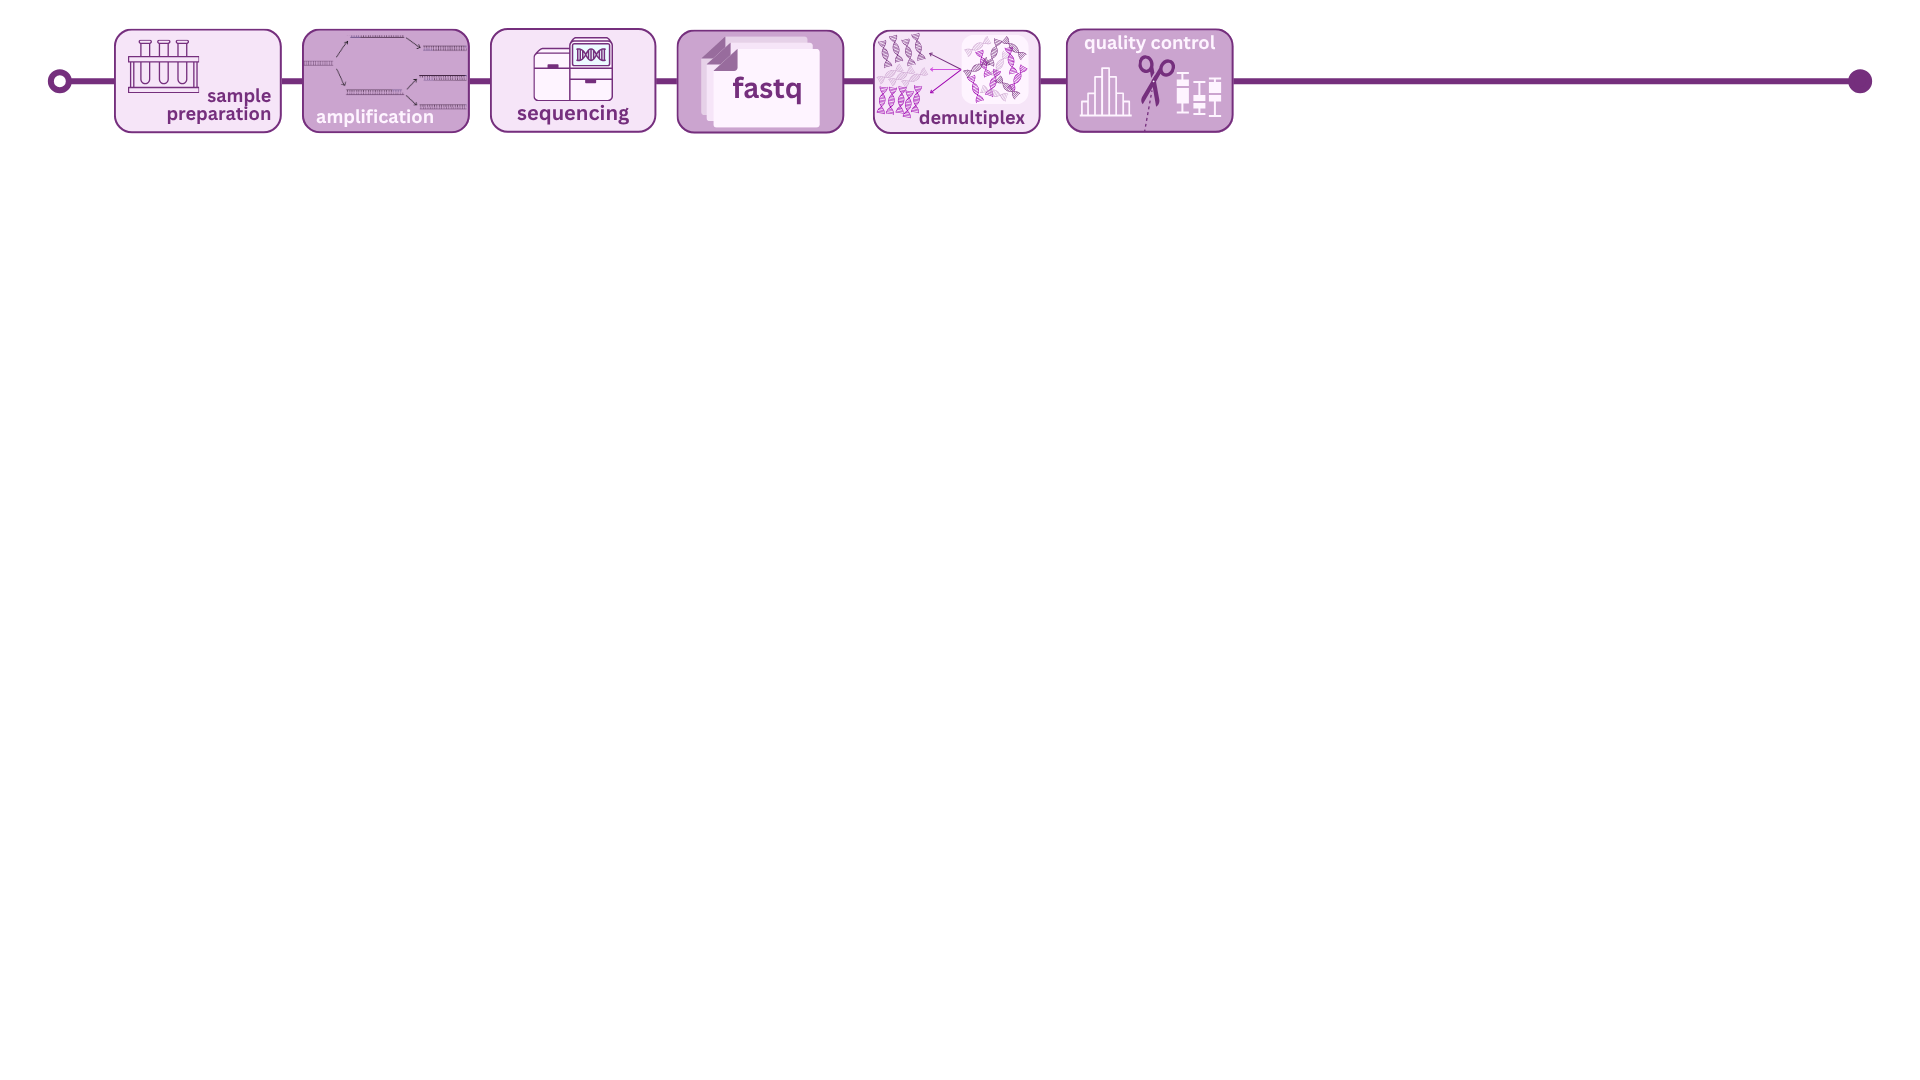 sample
preparation
amplification
sequencing
fastq
demultiplex
quality control